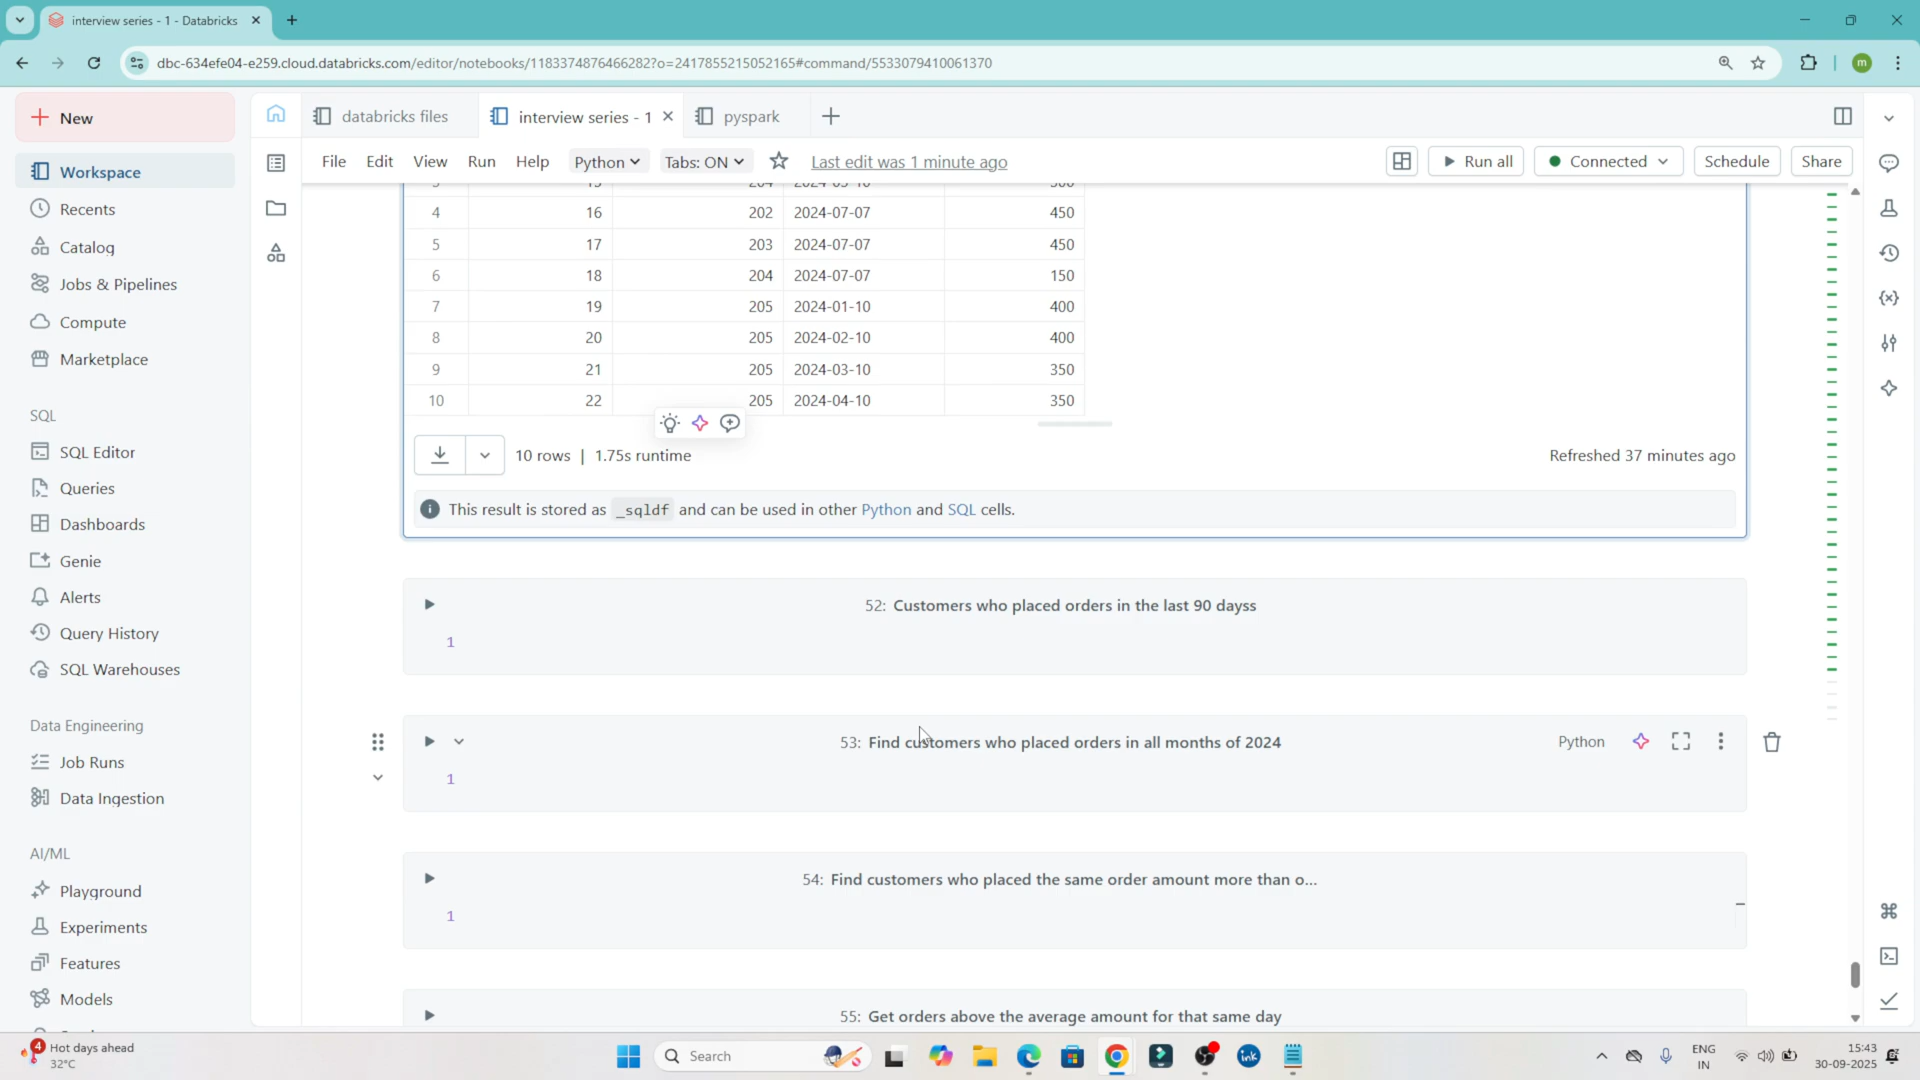 interview series - 1 - Databricks
dbc-634efe04-e259.cloud.databricks.com/editor/notebooks/1183374876466282?o=2417855215052165#command/5533079410061370
m
New
databricks files
interview series - 1
pyspark
File Edit View Run Help Python Tabs: ON Last edit was 1 minute ago
Run all Connected Schedule Share
Workspace
Recents
Catalog
Jobs & Pipelines
Compute
Marketplace
SQL
SQL Editor
Queries
Dashboards
Genie
Alerts
Query History
SQL Warehouses
Data Engineering
Job Runs
Data Ingestion
AI/ML
Playground
Experiments
Features
Models
4 16 202 2024-07-07 450
5 17 203 2024-07-07 450
6 18 204 2024-07-07 150
7 19 205 2024-01-10 400
8 20 205 2024-02-10 400
9 21 205 2024-03-10 350
10 22 205 2024-04-10 350
10 rows | 1.75s runtime
Refreshed 37 minutes ago
This result is stored as _sqldf and can be used in other Python and SQL cells.
52: Customers who placed orders in the last 90 dayss
1
53: Find customers who placed orders in all months of 2024
Python
1
54: Find customers who placed the same order amount more than o...
1
55: Get orders above the average amount for that same day
4
Hot days ahead
32°C
Search
ink
ENG
IN
15:43
30-09-2025